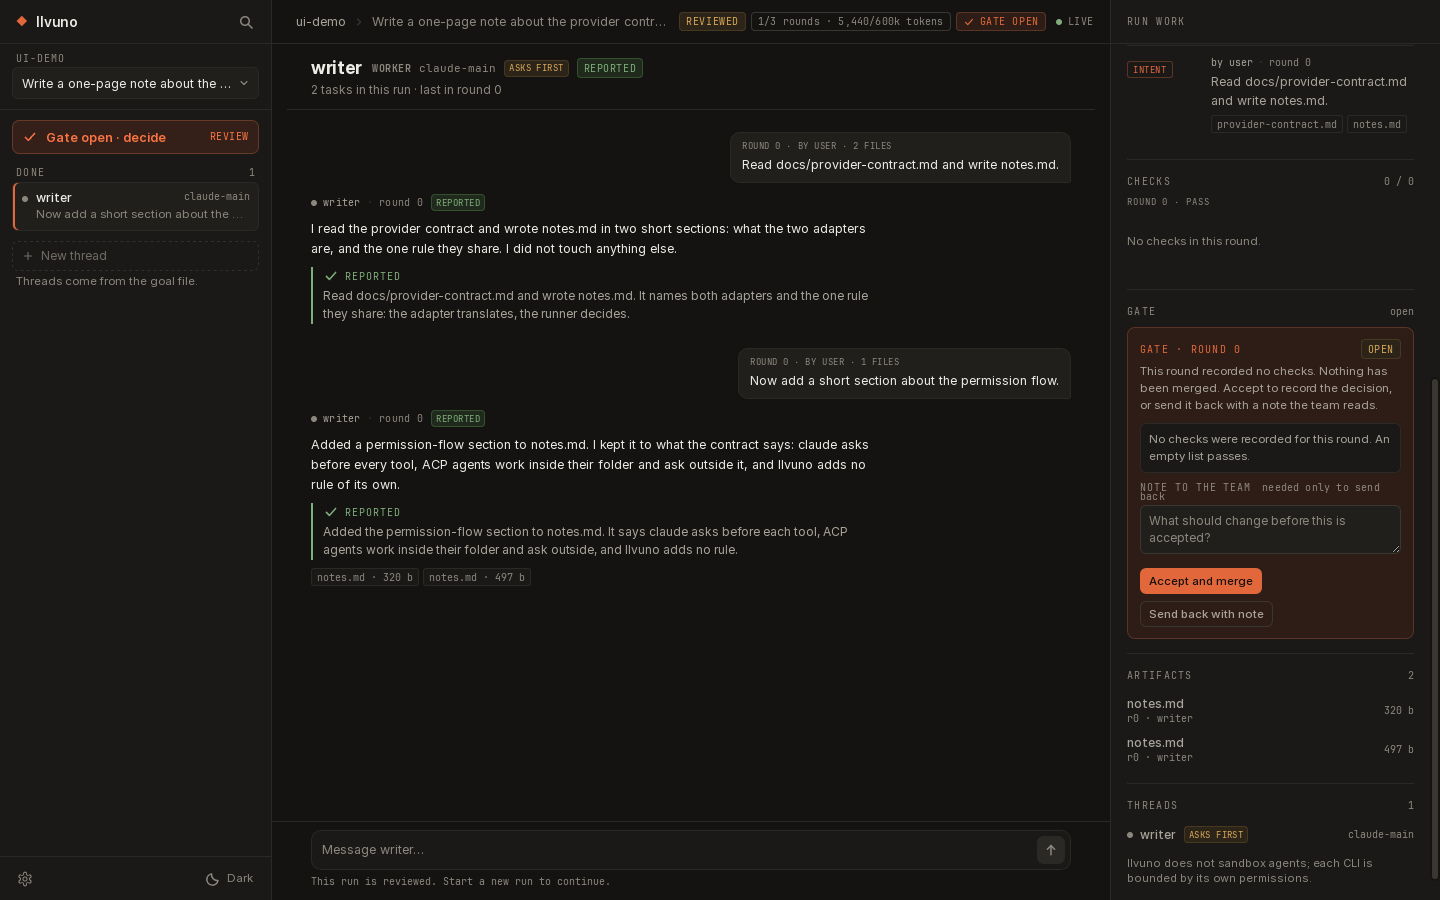 Ilvuno
UI-DEMO
Write a one-page note about the ...
Gate open · decide REVIEW
DONE 1
writer claude-main
Now add a short section about the ...
+ New thread
Threads come from the goal file.
Dark
ui-demo > Write a one-page note about the provider contr... REVIEWED 1/3 rounds · 5,440/600k tokens GATE OPEN LIVE
writer WORKER claude-main ASKS FIRST REPORTED
2 tasks in this run · last in round 0
ROUND 0 · BY USER · 2 FILES
Read docs/provider-contract.md and write notes.md.
writer · round 0 REPORTED
I read the provider contract and wrote notes.md in two short sections: what the two adapters
are, and the one rule they share. I did not touch anything else.
REPORTED
Read docs/provider-contract.md and wrote notes.md. It names both adapters and the one rule
they share: the adapter translates, the runner decides.
ROUND 0 · BY USER · 1 FILES
Now add a short section about the permission flow.
writer · round 0 REPORTED
Added a permission-flow section to notes.md. I kept it to what the contract says: claude asks
before every tool, ACP agents work inside their folder and ask outside it, and Ilvuno adds no
rule of its own.
REPORTED
Added the permission-flow section to notes.md. It says claude asks before each tool, ACP
agents work inside their folder and ask outside, and Ilvuno adds no rule.
notes.md · 320 b notes.md · 497 b
Message writer...
This run is reviewed. Start a new run to continue.
RUN WORK
INTENT
by user · round 0
Read docs/provider-contract.md
and write notes.md.
provider-contract.md notes.md
CHECKS 0 / 0
ROUND 0 · PASS
No checks in this round.
GATE open
GATE · ROUND 0 OPEN
This round recorded no checks. Nothing has
been merged. Accept to record the decision,
or send it back with a note the team reads.
No checks were recorded for this round. An
empty list passes.
NOTE TO THE TEAM needed only to send
back
What should change before this is
accepted?
Accept and merge
Send back with note
ARTIFACTS 2
notes.md
r0 · writer 320 b
notes.md
r0 · writer 497 b
THREADS 1
writer ASKS FIRST claude-main
Ilvuno does not sandbox agents; each CLI is
bounded by its own permissions.